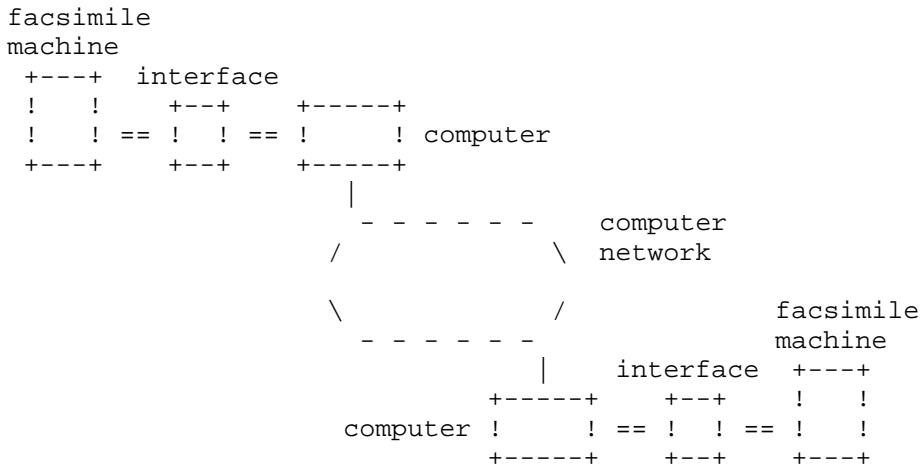 facsimile
machine
interface
computer
computer
network
facsimile
machine
interface
computer